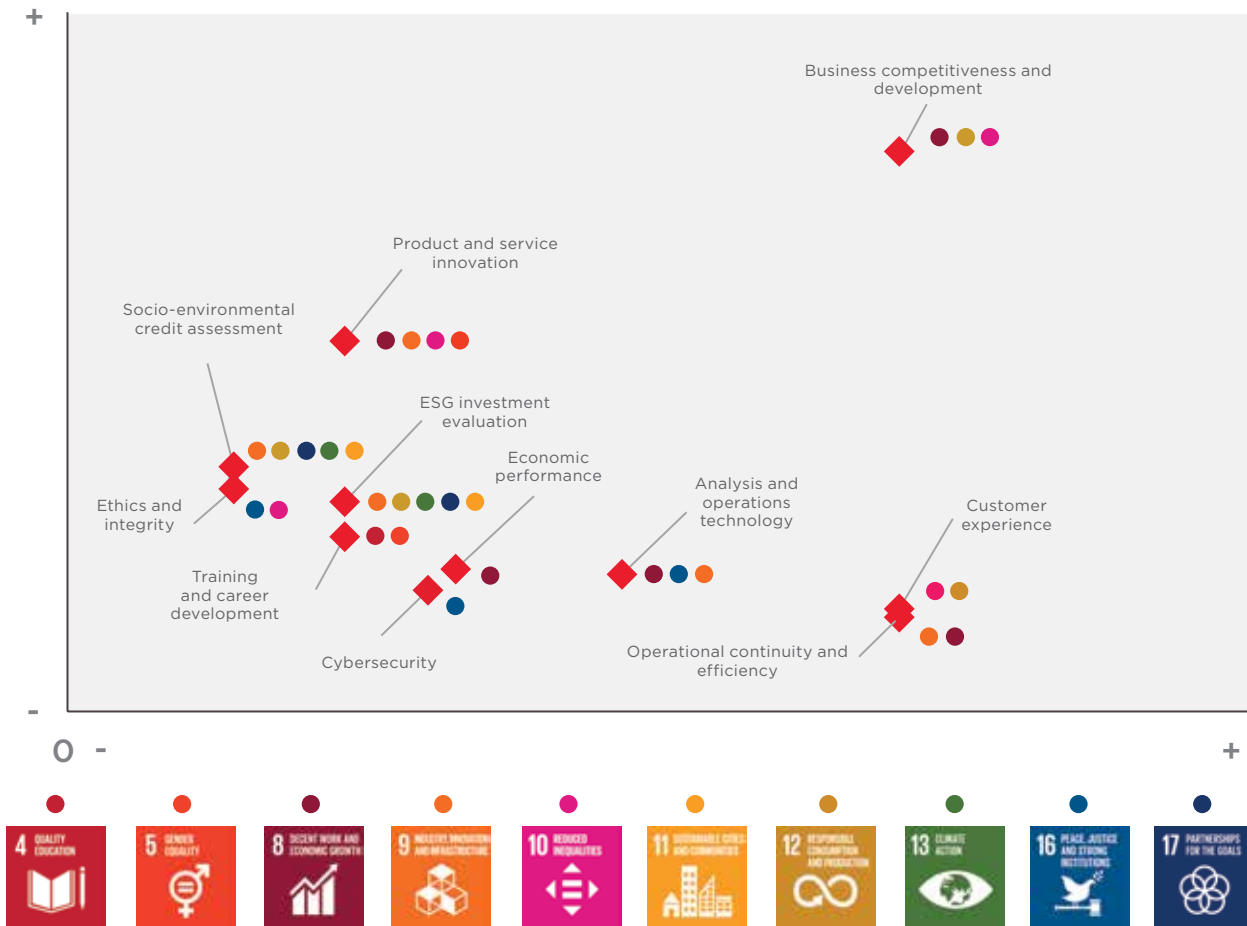 +
Business competitiveness and
development
Product and service
innovation
Socio-environmental
credit assessment
ESG investment
evaluation
Economic
performance
Analysis and
operations
technology
Customer
experience
Ethics and
integrity
Training
and career
development
Cybersecurity
Operational continuity and
efficiency
-
O -
+
4 QUALITY
EDUCATION
5 GENDER
EQUALITY
8 DECENT WORK AND
ECONOMIC GROWTH
9 INDUSTRY, INNOVATION
AND INFRASTRUCTURE
10 REDUCED
INEQUALITIES
11 SUSTAINABLE CITIES
AND COMMUNITIES
12 RESPONSIBLE
CONSUMPTION
AND PRODUCTION
13 CLIMATE
ACTION
16 PEACE, JUSTICE
AND STRONG
INSTITUTIONS
17 PARTNERSHIPS
FOR THE GOALS